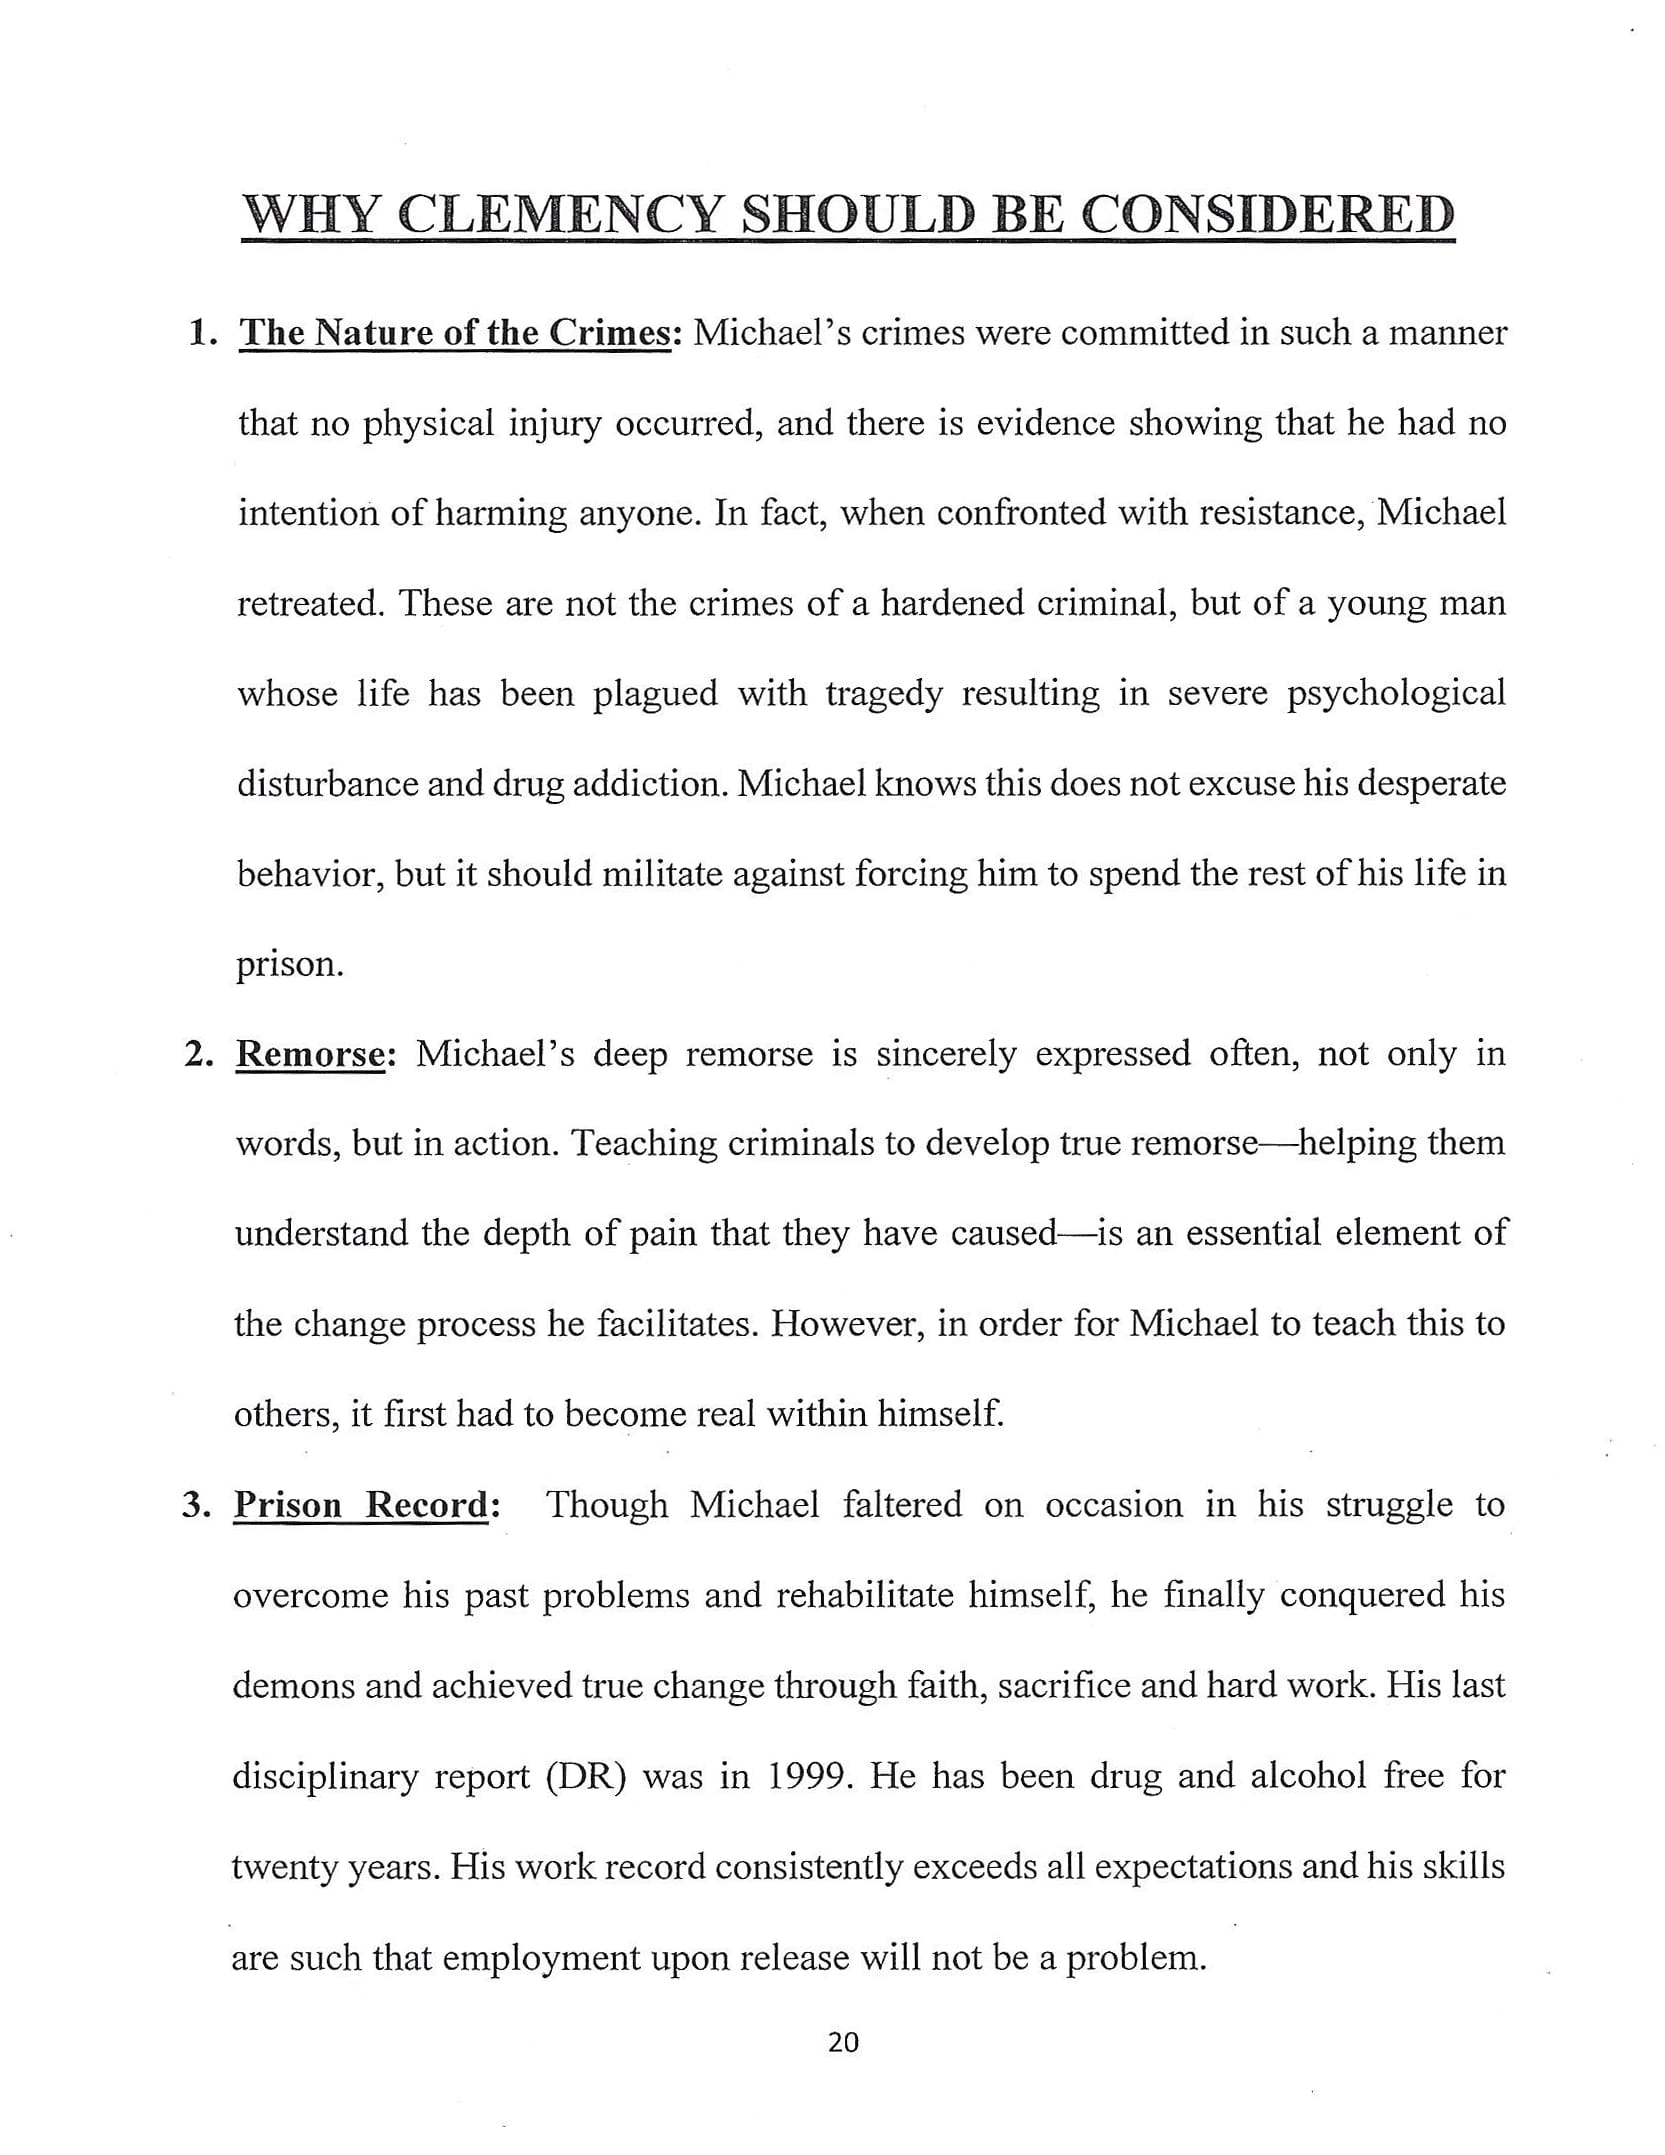 WHY CLEMENCY SHOULD BE CONSIDERED
1. The Nature of the Crimes: Michael’s crimes were committed in such a manner
that no physical injury occurred, and there is evidence showing that he had no
intention of harming anyone. In fact, when confronted with resistance, Michael
retreated. These are not the crimes of a hardened criminal, but of a young man
whose life has been plagued with tragedy resulting in severe psychological
disturbance and drug addiction. Michael knows this does not excuse his desperate
behavior, but it should militate against forcing him to spend the rest of his life in
prison.
2. Remorse: Michael’s deep remorse is sincerely expressed often, not only in
words, but in action. Teaching criminals to develop true remorse—helping them
understand the depth of pain that they have caused—is an essential element of
the change process he facilitates. However, in order for Michael to teach this to
others, it first had to become real within himself.
3. Prison Record: Though Michael faltered on occasion in his struggle to
overcome his past problems and rehabilitate himself, he finally conquered his
demons and achieved true change through faith, sacrifice and hard work. His last
disciplinary report (DR) was in 1999. He has been drug and alcohol free for
twenty years. His work record consistently exceeds all expectations and his skills
are such that employment upon release will not be a problem.
20